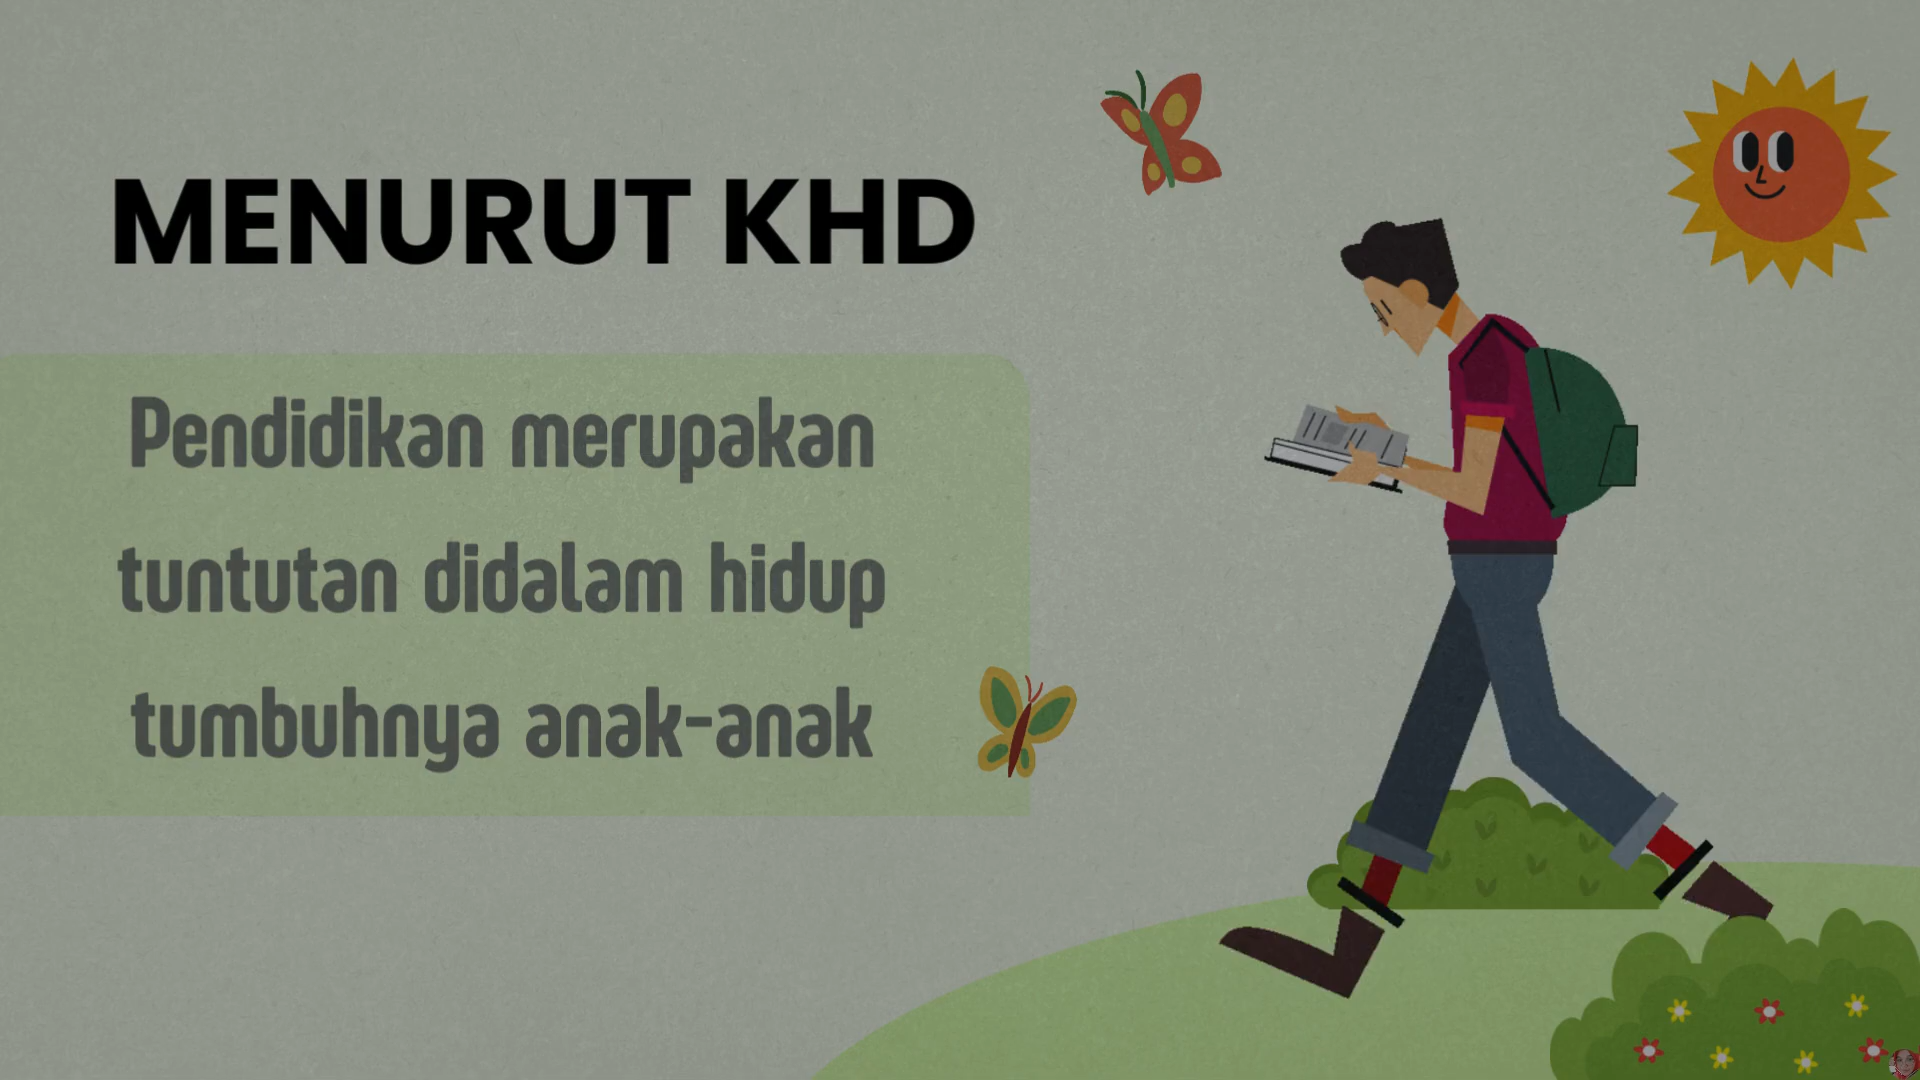 MENURUT KHD
Pendidikan merupakan
tuntutan didalam hidup
tumbuhnya anak-anak